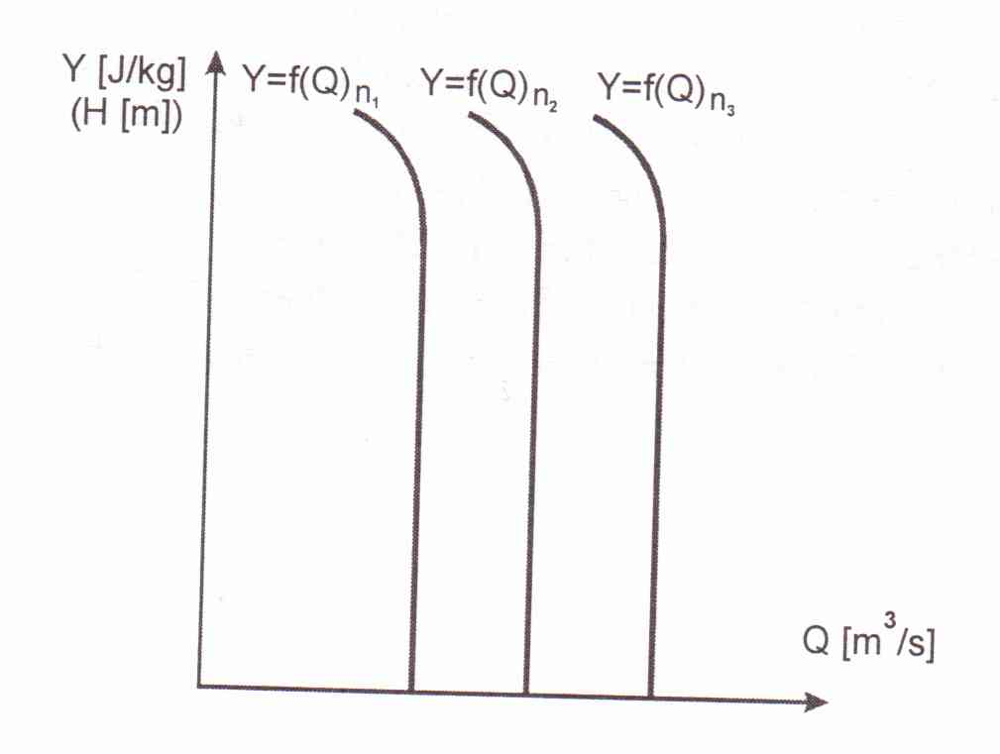 Y [J/kg]
(H [m])
Y=f(Q)n₁
Y=f(Q)n₂
Y=f(Q)n₃
Q [m³/s]